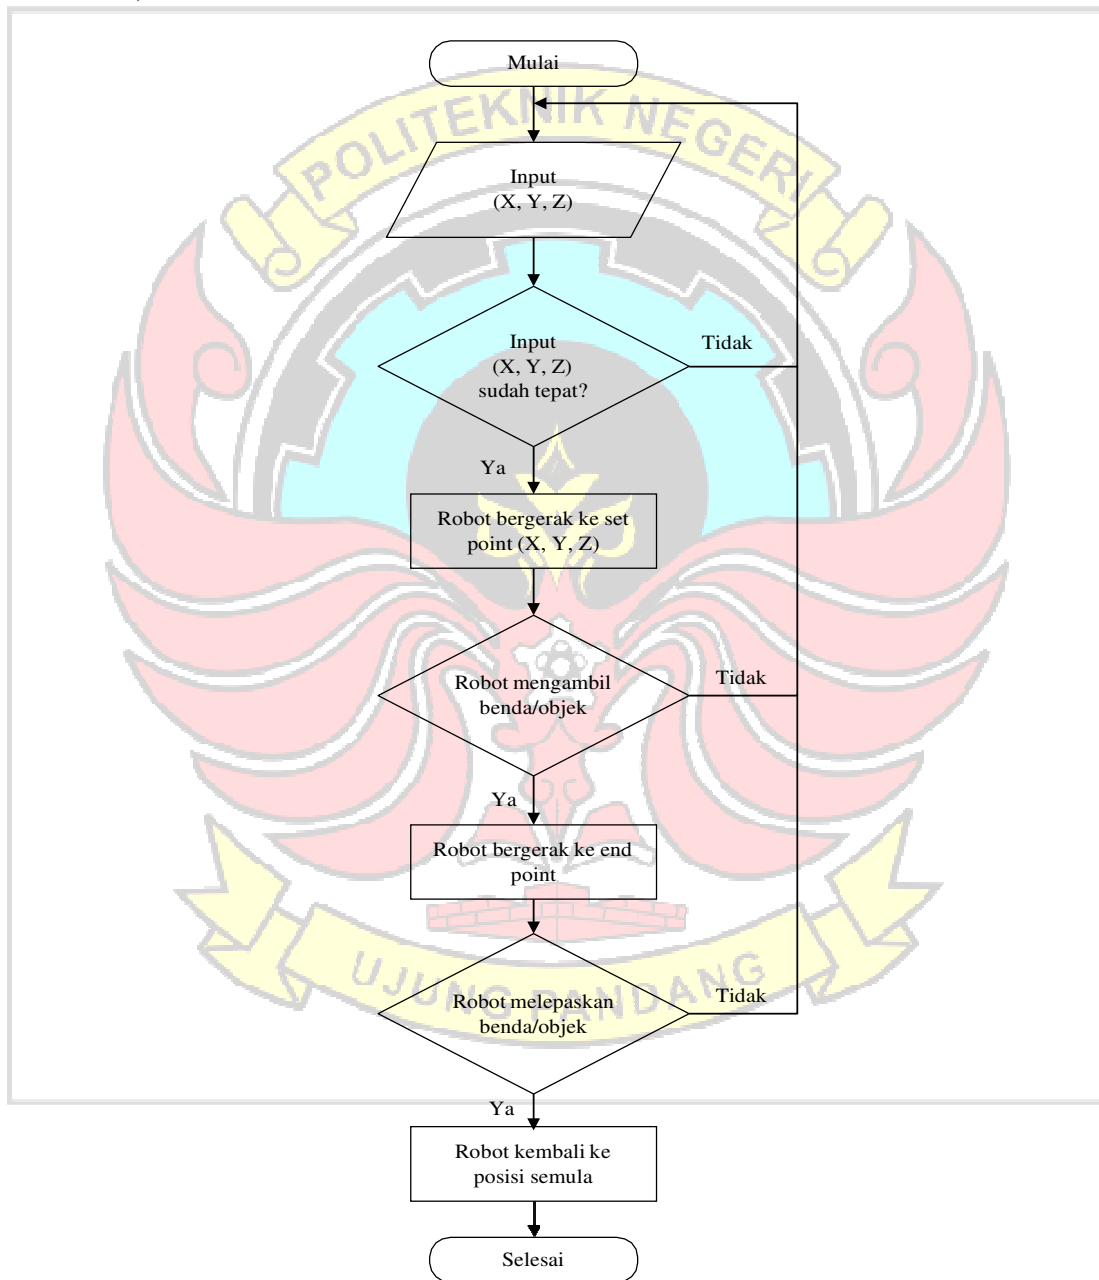 Mulai
POLITEKNIK NEGERI
Input
(X, Y, Z)
Input
(X, Y, Z)
sudah tepat?
Tidak
Ya
Robot bergerak ke set
point (X, Y, Z)
Robot mengambil
benda/objek
Tidak
Ya
Robot bergerak ke end
point
Robot melepaskan
benda/objek
Tidak
UJUNG PANDANG
Ya
Robot kembali ke
posisi semula
Selesai